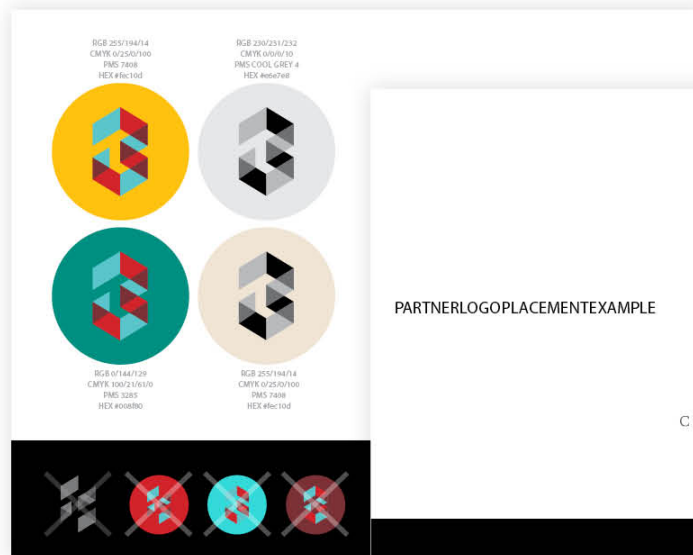 RGB 255/194/14
CMYK 0/25/0/100
PMS 7408
HEX #fec10d
RGB 230/231/232
CMYK 0/0/0/10
PMS COOL GREY 4
HEX #e6e7e8
RGB 0/144/129
CMYK 100/21/61/0
PMS 3285
HEX #008f80
RGB 255/194/14
CMYK 0/25/0/100
PMS 7408
HEX #fec10d
PARTNERLOGOPLACEMENTEXAMPLE
C